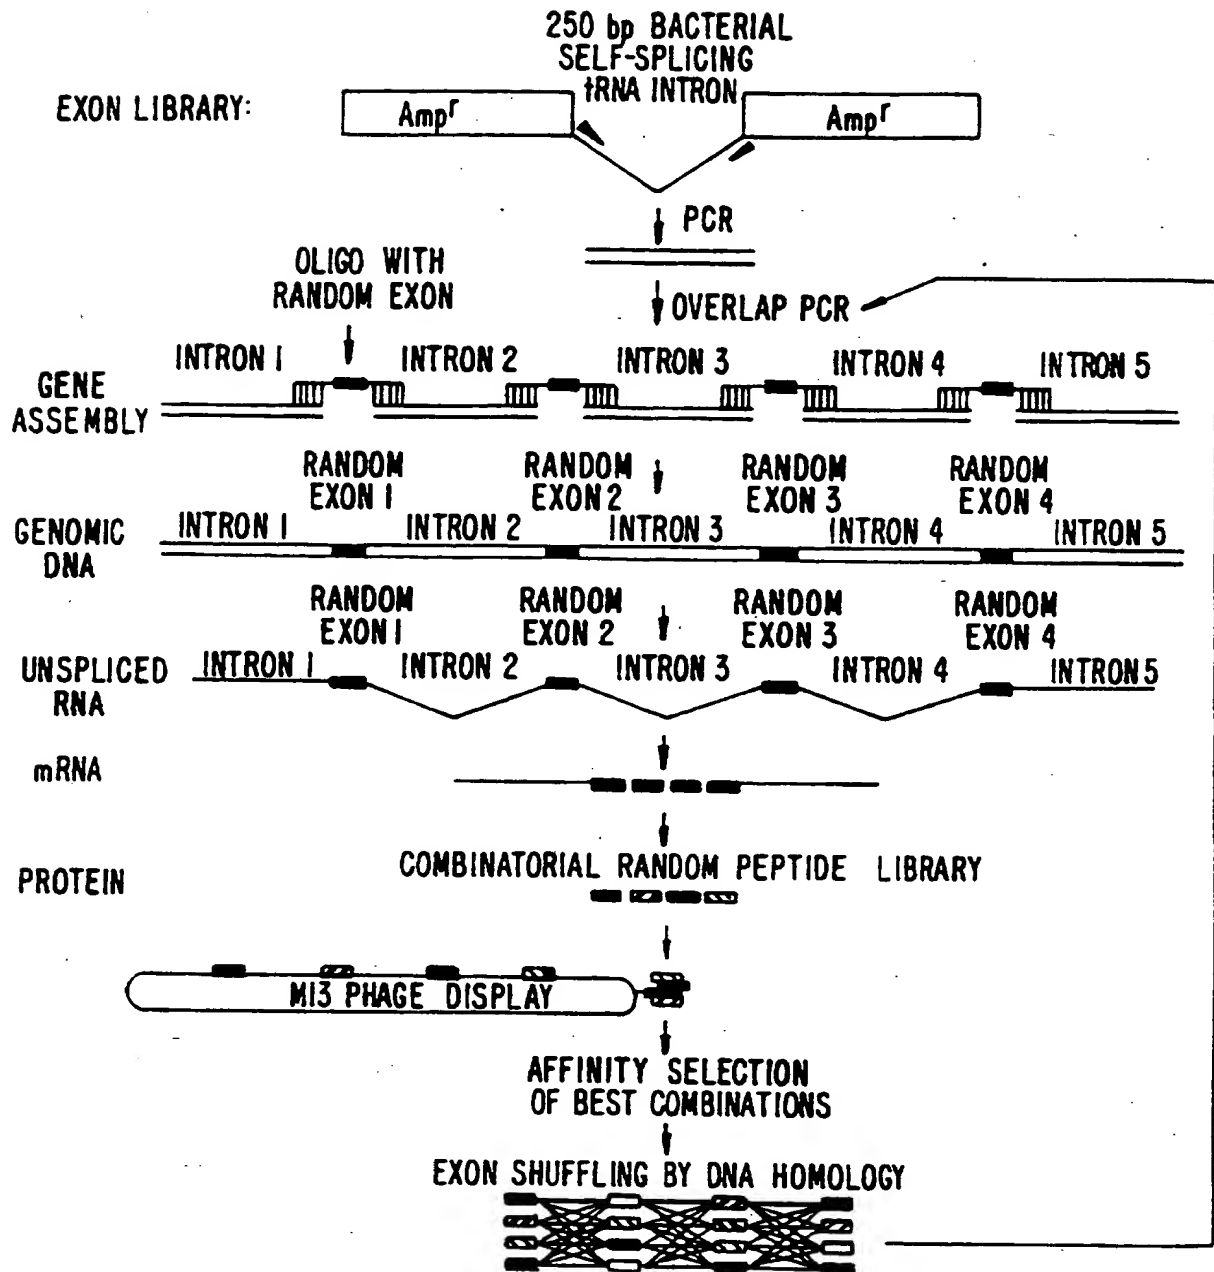 250 bp BACTERIAL
SELF-SPLICING
tRNA INTRON
EXON LIBRARY:
Ampʳ
Ampʳ
PCR
OLIGO WITH
RANDOM EXON
OVERLAP PCR
INTRON 1
INTRON 2
INTRON 3
INTRON 4
INTRON 5
GENE
ASSEMBLY
RANDOM
EXON 1
RANDOM
EXON 2
RANDOM
EXON 3
RANDOM
EXON 4
GENOMIC
DNA
INTRON 1
INTRON 2
INTRON 3
INTRON 4
INTRON 5
RANDOM
EXON 1
RANDOM
EXON 2
RANDOM
EXON 3
RANDOM
EXON 4
UNSPLICED
RNA
INTRON 1
INTRON 2
INTRON 3
INTRON 4
INTRON 5
mRNA
PROTEIN
COMBINATORIAL RANDOM PEPTIDE LIBRARY
M13 PHAGE DISPLAY
AFFINITY SELECTION
OF BEST COMBINATIONS
EXON SHUFFLING BY DNA HOMOLOGY